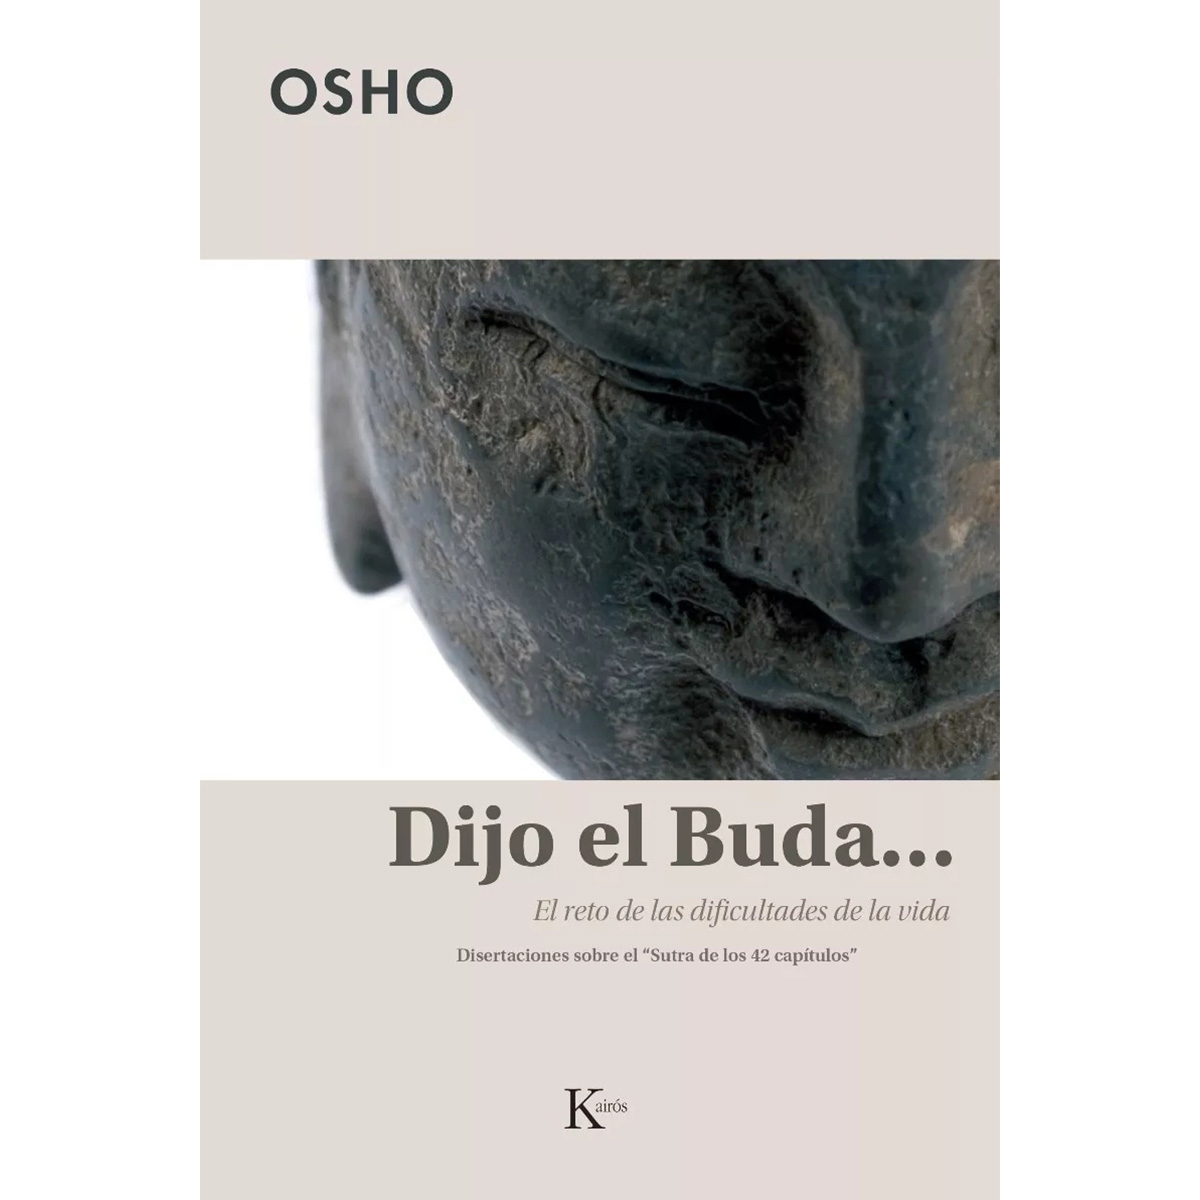 OSHO
Dijo el Buda...
El reto de las dificultades de la vida
Disertaciones sobre el “Sutra de los 42 capítulos”
Kairós